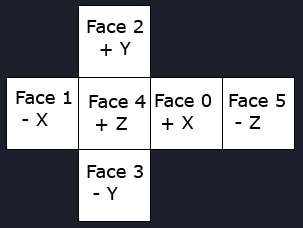 Face 2
+ Y
Face 1
- X
Face 4
+ Z
Face 0
+ X
Face 5
- Z
Face 3
- Y